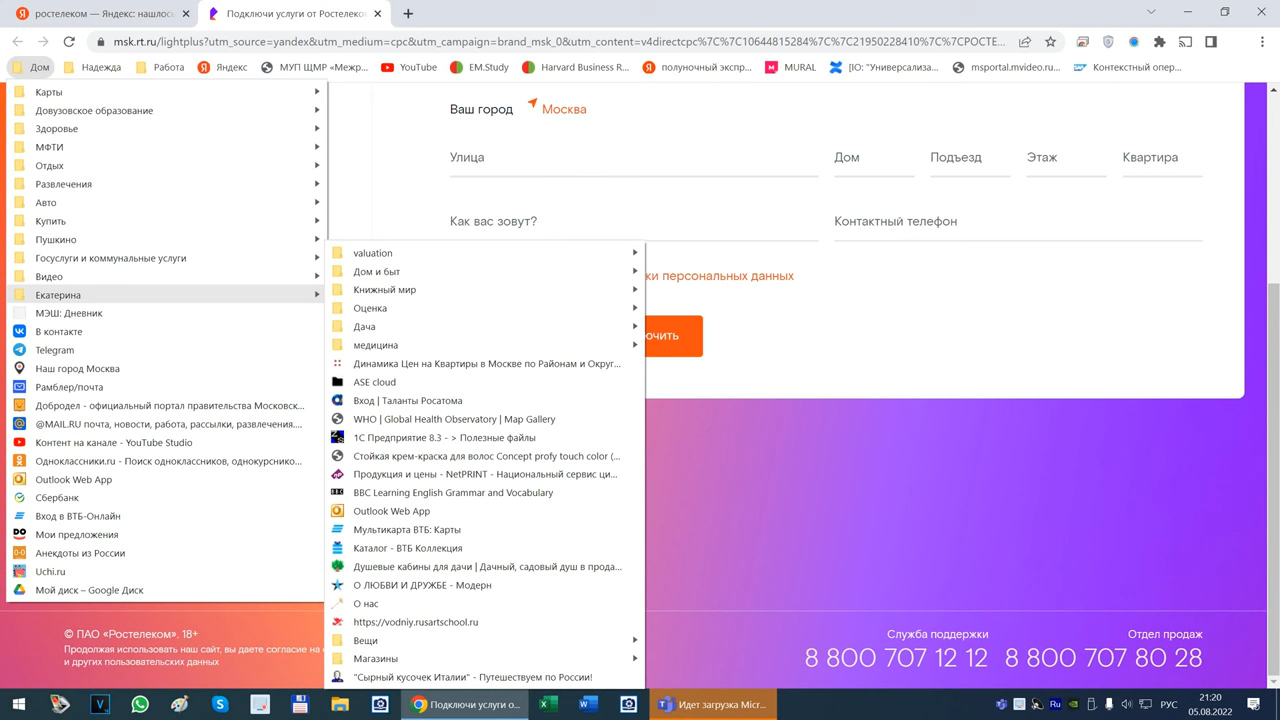 ростелеком — Яндекс: нашлос
Подключи услуги от Ростелеком
msk.rt.ru/lightplus?utm_source=yandex&utm_medium=cpc&utm_campaign=brand_msk_0&utm_content=v4directcpc%7C%7C10644815284%7C%7C21950228410%7C%7CРОСТЕ...
Дом
Надежда
Работа
Яндекс
МУП ЩМР «Межр...
YouTube
EM.Study
Harvard Business R...
полуночный экспр...
MURAL
[IO: "Универсализа...
msportal.mvideo.ru...
Контекстный опер...
Карты
Довузовское образование
Здоровье
МФТИ
Отдых
Развлечения
Авто
Купить
Пушкино
Госуслуги и коммунальные услуги
Видео
Екатерина
МЭШ: Дневник
В контакте
Telegram
Наш город Москва
Рамблер/почта
Добродел - официальный портал правительства Московск...
@MAIL.RU почта, новости, работа, рассылки, развлечения....
Контент на канале - YouTube Studio
Одноклассники.ru - Поиск одноклассников, однокурснико...
Outlook Web App
Сбербанк
Вход в ВТБ-Онлайн
Мои предложения
Анекдоты из России
Uchi.ru
Мой диск – Google Диск
valuation
Дом и быт
Книжный мир
Оценка
Дача
медицина
Динамика Цен на Квартиры в Москве по Районам и Округ...
ASE cloud
Вход | Таланты Росатома
WHO | Global Health Observatory | Map Gallery
1С Предприятие 8.3 - > Полезные файлы
Стойкая крем-краска для волос Concept profy touch color (...
Продукция и цены - NetPRINT - Национальный сервис ци...
BBC Learning English Grammar and Vocabulary
Outlook Web App
Мультикарта ВТБ: Карты
Каталог - ВТБ Коллекция
Душевые кабины для дачи | Дачный, садовый душ в прода...
О ЛЮБВИ И ДРУЖБЕ - Модерн
О нас
https://vodniy.rusartschool.ru
Вещи
Магазины
"Сырный кусочек Италии" - Путешествуем по России!
Ваш город Москва
Улица
Дом
Подъезд
Этаж
Квартира
Как вас зовут?
Контактный телефон
ки персональных данных
ючить
© ПАО «Ростелеком». 18+
Продолжая использовать наш сайт, вы даете согласие на
и других пользовательских данных
Служба поддержки
8 800 707 12 12
Отдел продаж
8 800 707 80 28
Подключи услуги о...
Идет загрузка Micr...
Ru
РУС
21:20
05.08.2022